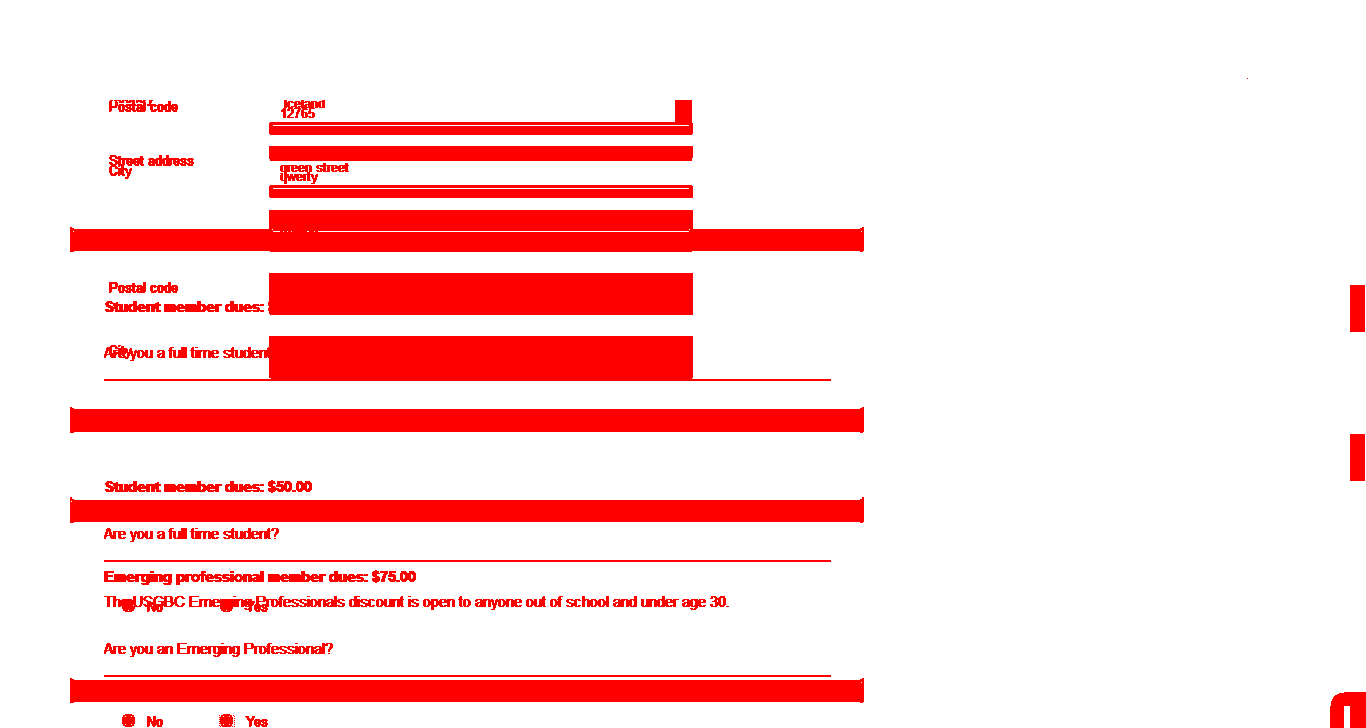 Postal code Iceland
12765
Street address green street
City qwerty
Postal code
Student member dues: $
Are you a full time student
City
Student member dues: $50.00
Are you a full time student?
Emerging professional member dues: $75.00
The USGBC Emerging Professionals discount is open to anyone out of school and under age 30.
No Yes
Are you an Emerging Professional?
No Yes